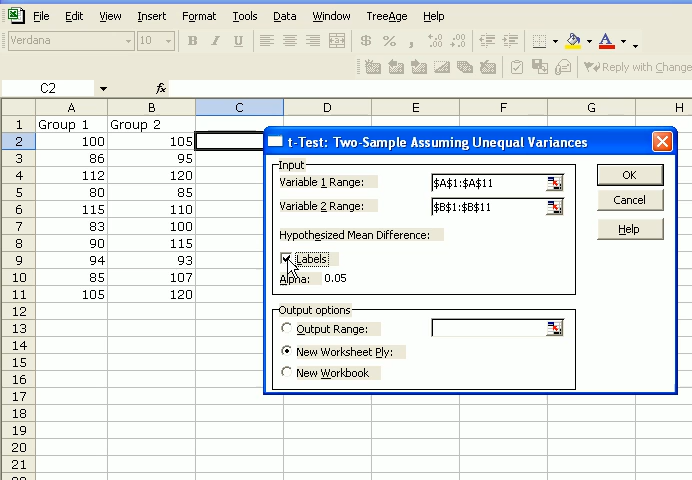 File Edit View Insert Format Tools Data Window TreeAge Help
Verdana 10 B I U $ % , A
Reply with Change
C2 fx
A B C D E F G H
1 Group 1 Group 2
2 100 105
3 86 95
4 112 120
5 80 85
6 115 110
7 83 100
8 90 115
9 94 93
10 85 107
11 105 120
12
13
14
15
16
17
18
19
20
21
t-Test: Two-Sample Assuming Unequal Variances
Input
Variable 1 Range: $A$1:$A$11
Variable 2 Range: $B$1:$B$11
Hypothesized Mean Difference:
Labels
Alpha: 0.05
OK
Cancel
Help
Output options
Output Range:
New Worksheet Ply:
New Workbook